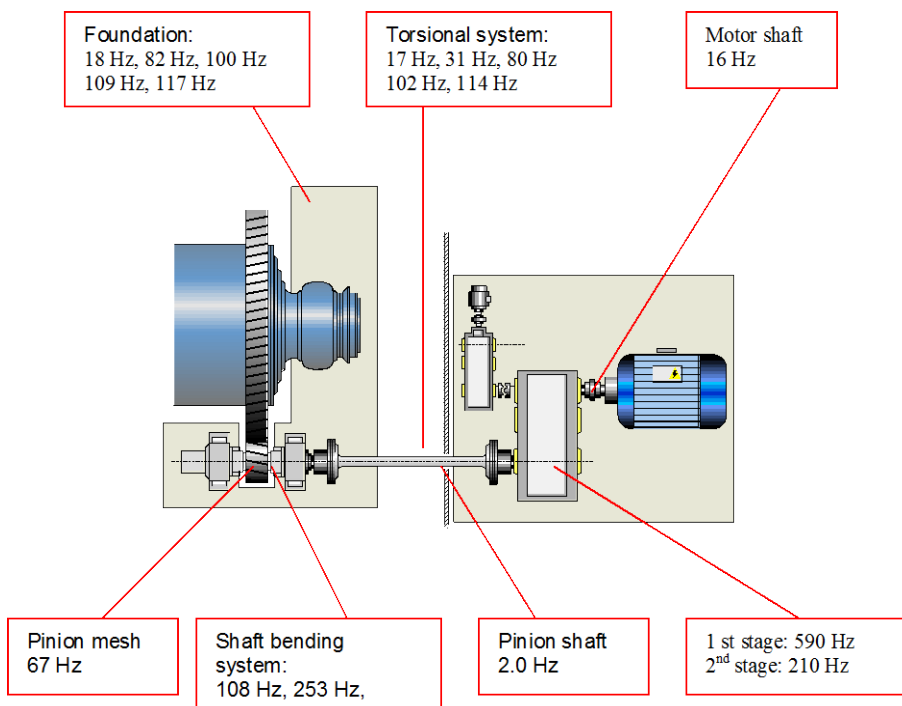 Foundation:
18 Hz, 82 Hz, 100 Hz
109 Hz, 117 Hz
Torsional system:
17 Hz, 31 Hz, 80 Hz
102 Hz, 114 Hz
Motor shaft
16 Hz
Pinion mesh
67 Hz
Shaft bending
system:
108 Hz, 253 Hz,
Pinion shaft
2.0 Hz
1 st stage: 590 Hz
2nd stage: 210 Hz